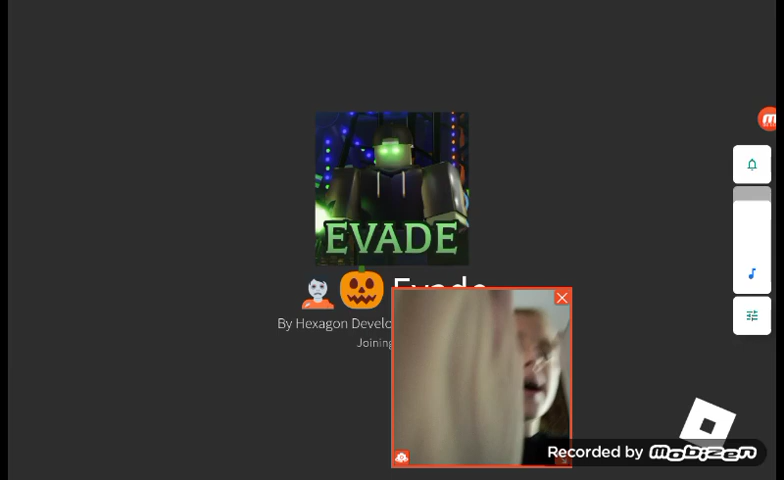 EVADE
Evade
By Hexagon Develo
Joining
Recorded by mobizen